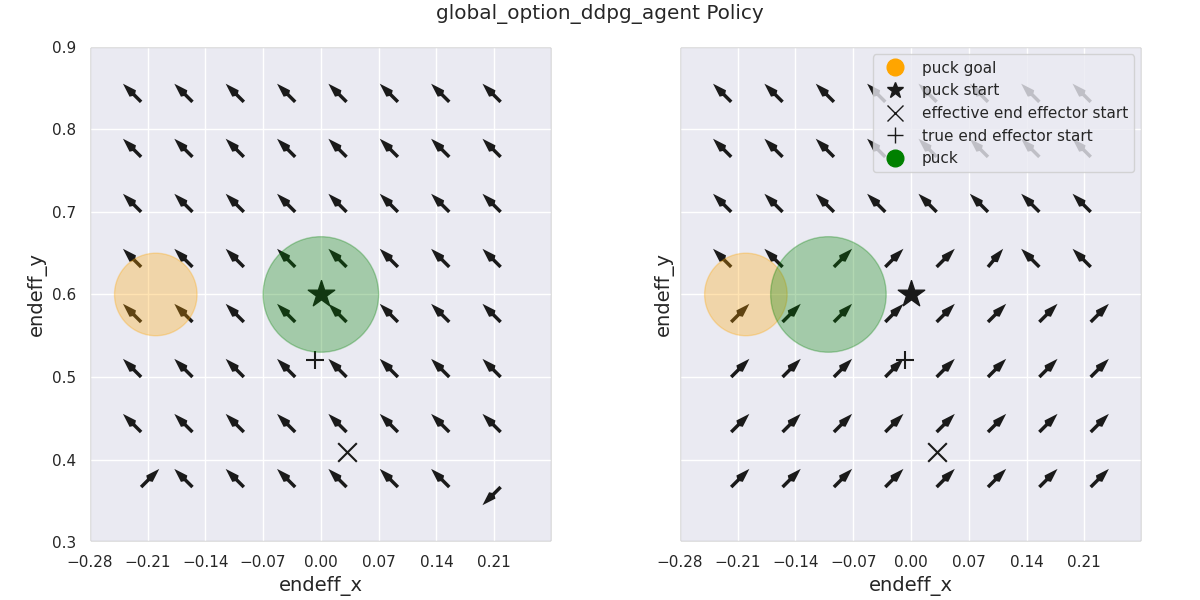 global_option_ddpg_agent Policy
0.9
0.8
0.7
0.6
0.5
0.4
0.3
endeff_y
−0.28 −0.21 −0.14 −0.07 0.00 0.07 0.14 0.21
endeff_x
endeff_y
puck goal
puck start
effective end effector start
true end effector start
puck
−0.28 −0.21 −0.14 −0.07 0.00 0.07 0.14 0.21
endeff_x